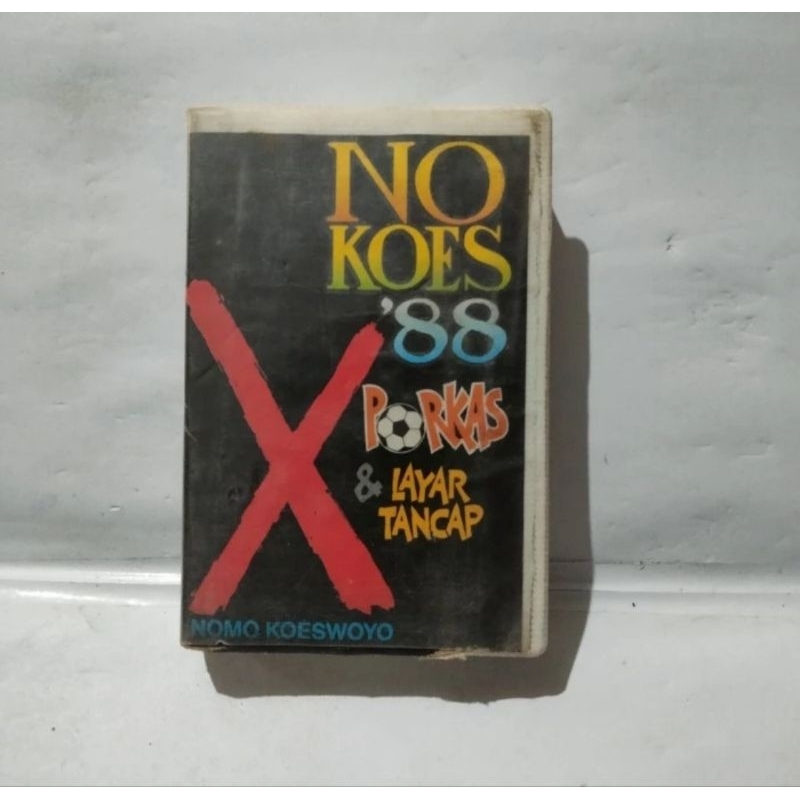 NO
KOES
'88
X
PORKAS
& LAYAR
TANCAP
NOMO KOESWOYO